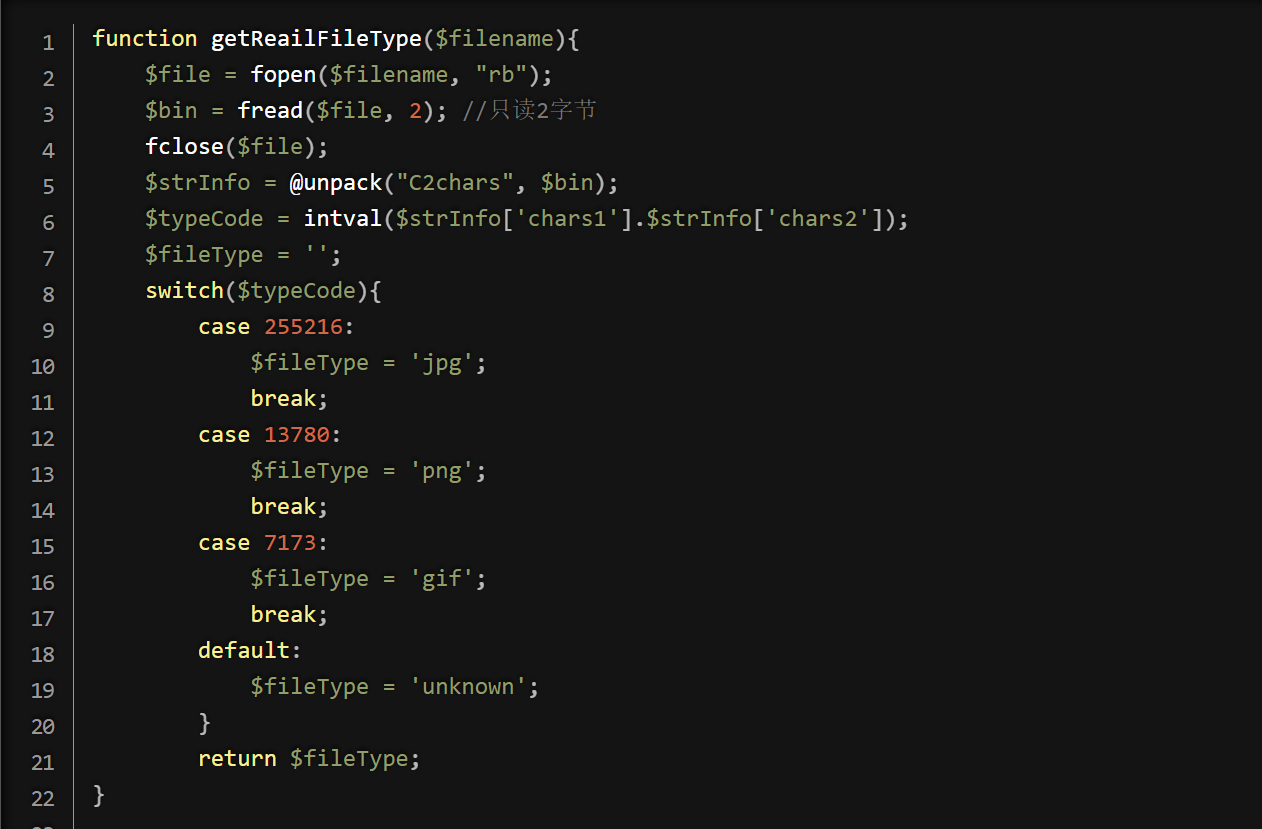 1 function getReailFileType($filename){
2 $file = fopen($filename, "rb");
3 $bin = fread($file, 2); //只读2字节
4 fclose($file);
5 $strInfo = @unpack("C2chars", $bin);
6 $typeCode = intval($strInfo['chars1'].$strInfo['chars2']);
7 $fileType = '';
8 switch($typeCode){
9 case 255216:
10 $fileType = 'jpg';
11 break;
12 case 13780:
13 $fileType = 'png';
14 break;
15 case 7173:
16 $fileType = 'gif';
17 break;
18 default:
19 $fileType = 'unknown';
20 }
21 return $fileType;
22 }